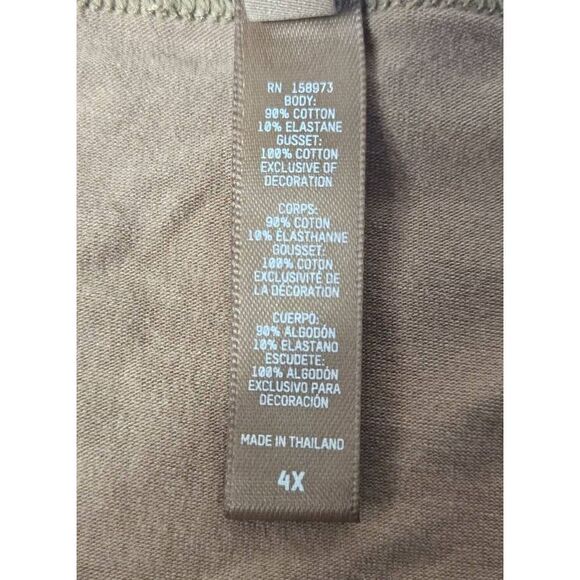 RN 158973
BODY:
90% COTTON
10% ELASTANE
GUSSET:
100% COTTON
EXCLUSIVE OF
DECORATION
CORPS:
90% COTON
10% ÉLASTHANNE
GOUSSET:
100% COTON
EXCLUSIVITÉ DE
LA DÉCORATION
CUERPO:
90% ALGODÓN
10% ELASTANO
ESCUDETE:
100% ALGODÓN
EXCLUSIVO PARA
DECORACIÓN
MADE IN THAILAND
4X